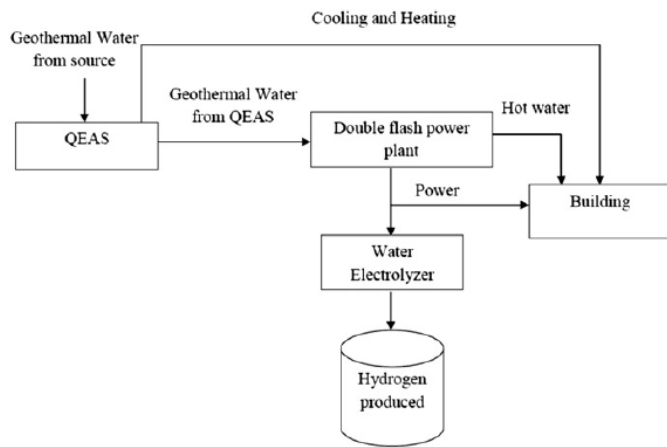 Cooling and Heating
Geothermal Water
from source
QEAS
Geothermal Water
from QEAS
Double flash power
plant
Hot water
Power
Building
Water
Electrolyzer
Hydrogen
produced